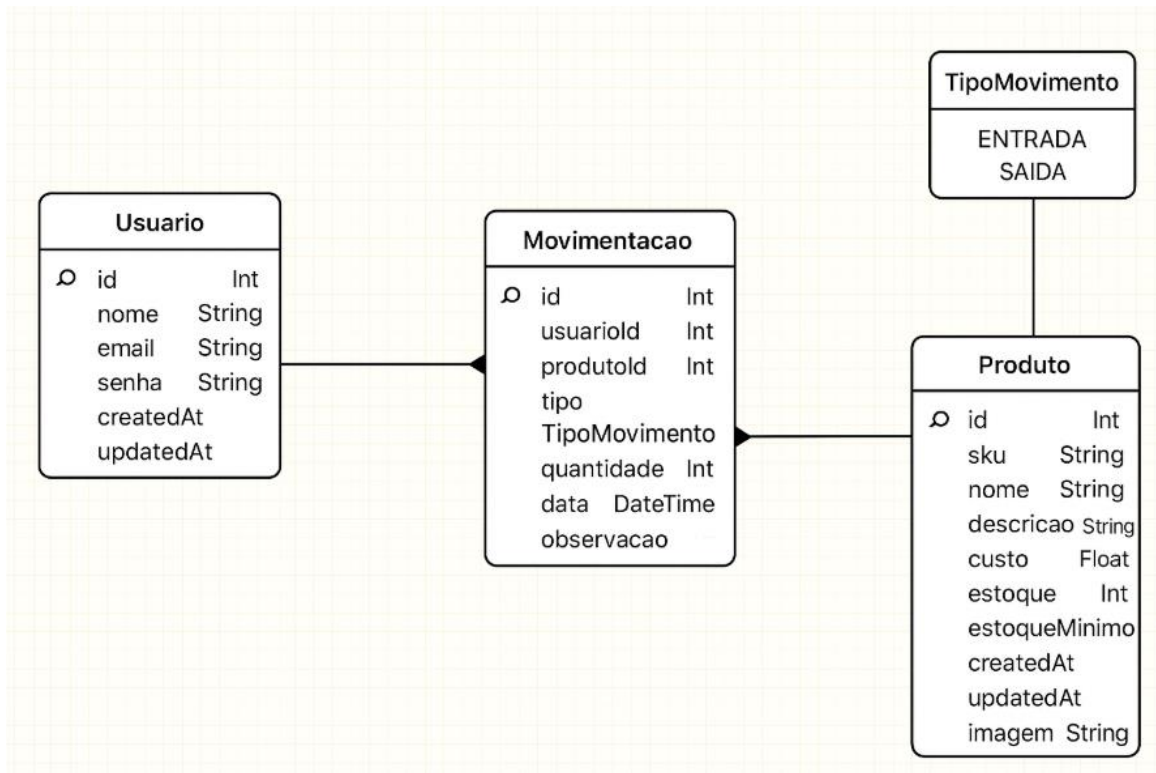 TipoMovimento
ENTRADA
SAIDA
Usuario
id Int
nome String
email String
senha String
createdAt
updatedAt
Movimentacao
id Int
usuarioId Int
produtoId Int
tipo
TipoMovimento
quantidade Int
data DateTime
observacao
Produto
id Int
sku String
nome String
descricao String
custo Float
estoque Int
estoqueMinimo
createdAt
updatedAt
imagem String